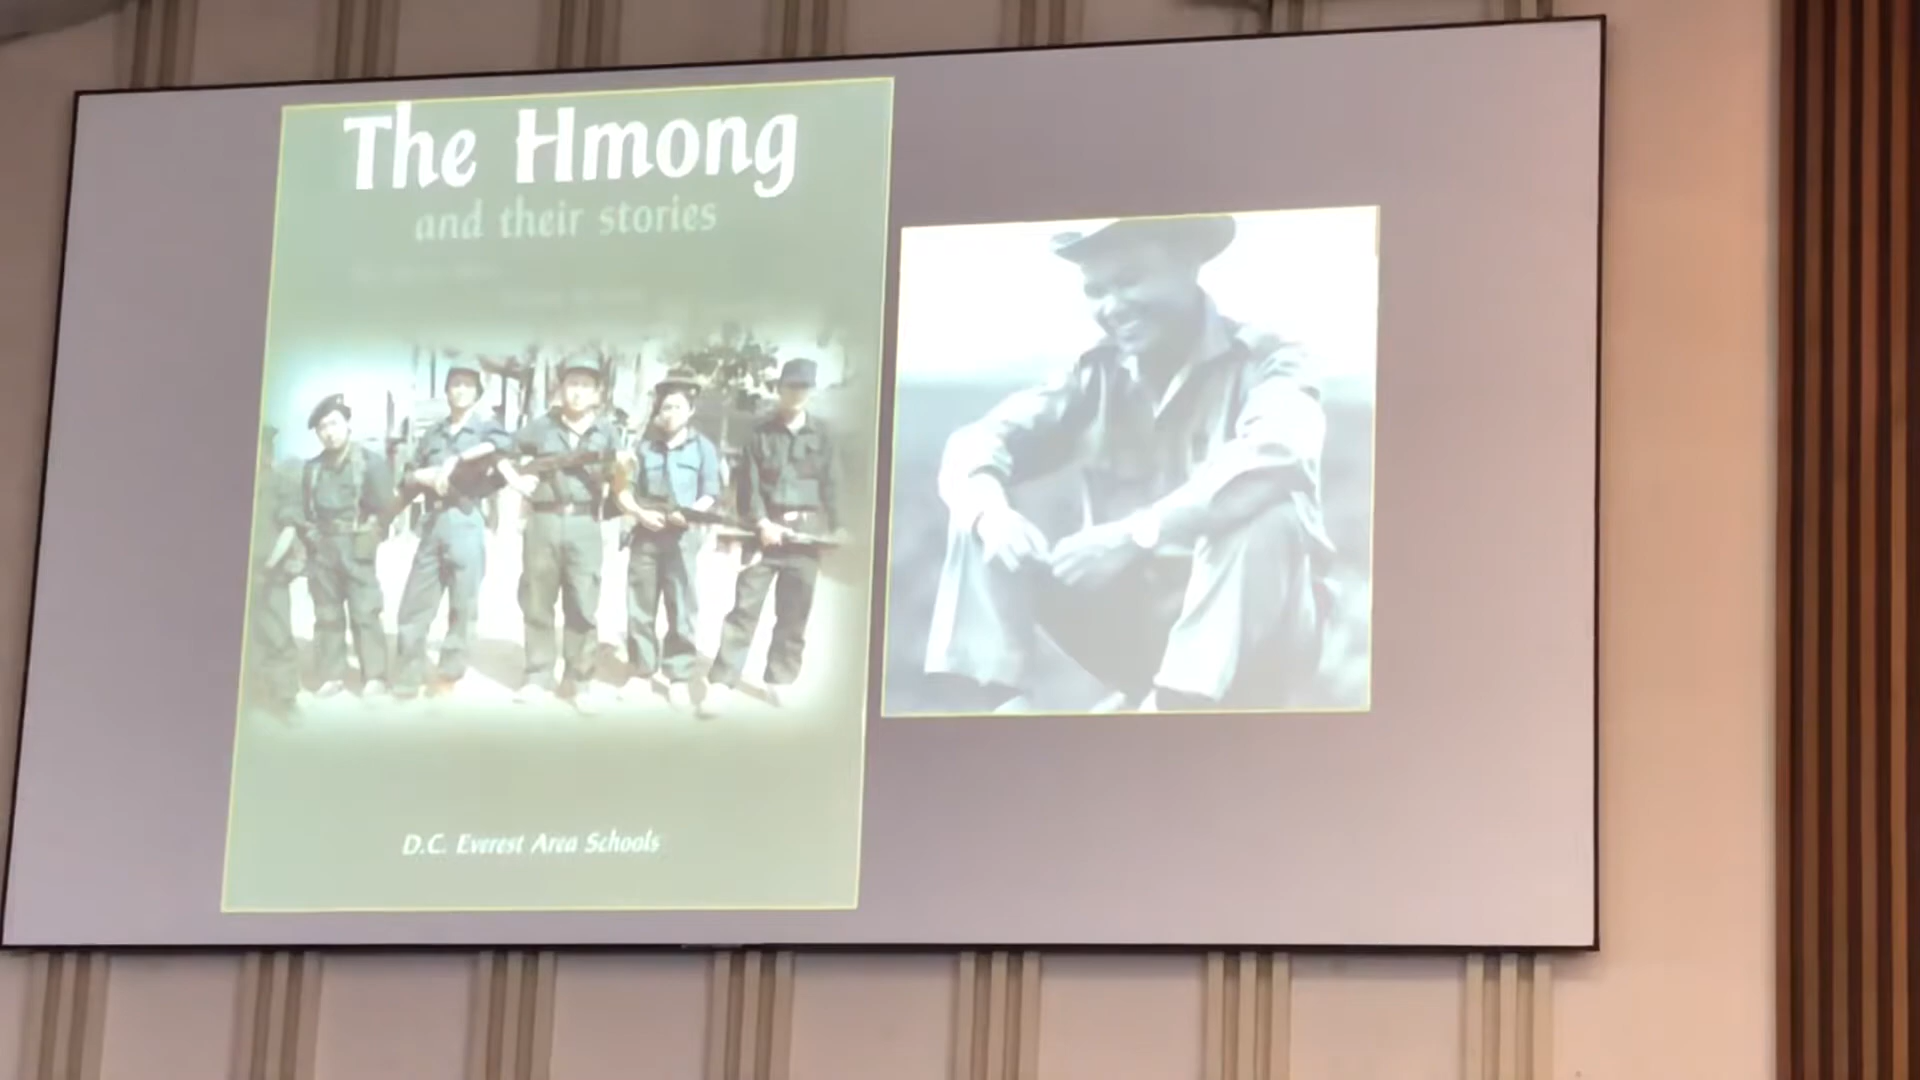 The Hmong
and their stories
D.C. Everest Area Schools